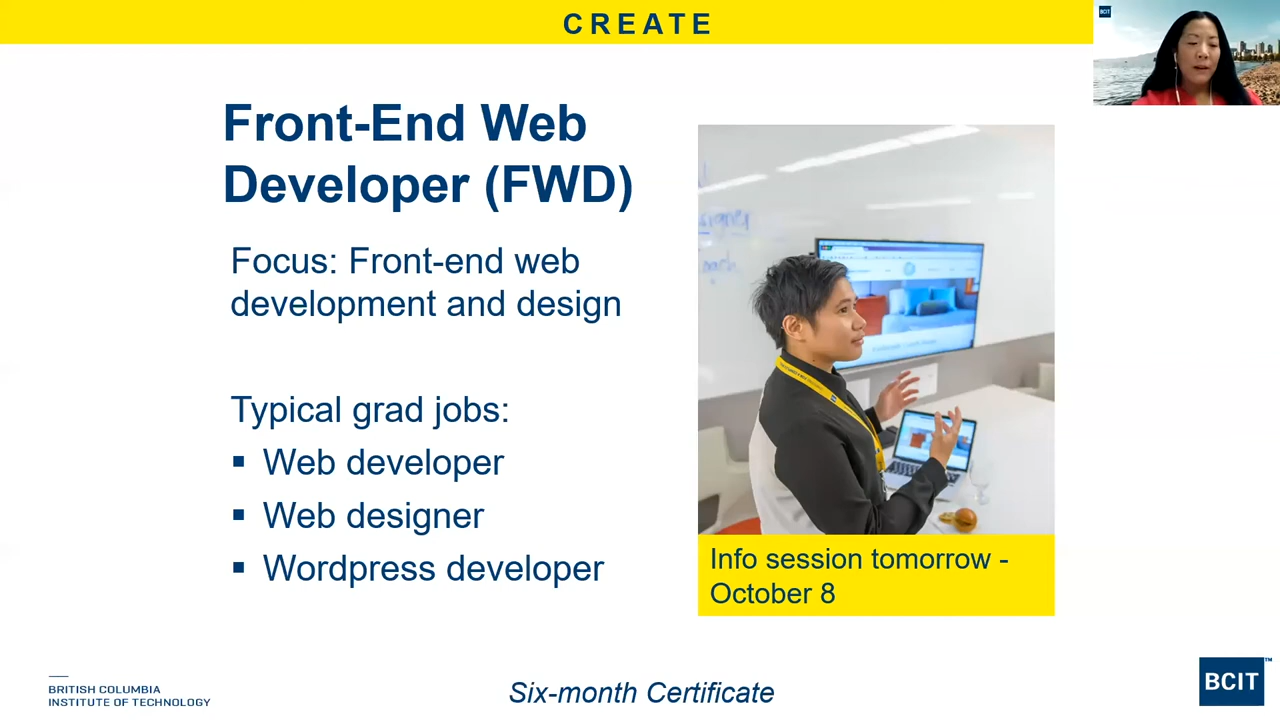 CREATE
BCIT
Front-End Web
Developer (FWD)
Focus: Front-end web
development and design
Typical grad jobs:
▪ Web developer
▪ Web designer
▪ Wordpress developer
Info session tomorrow -
October 8
BRITISH COLUMBIA
INSTITUTE OF TECHNOLOGY
Six-month Certificate
BCIT™